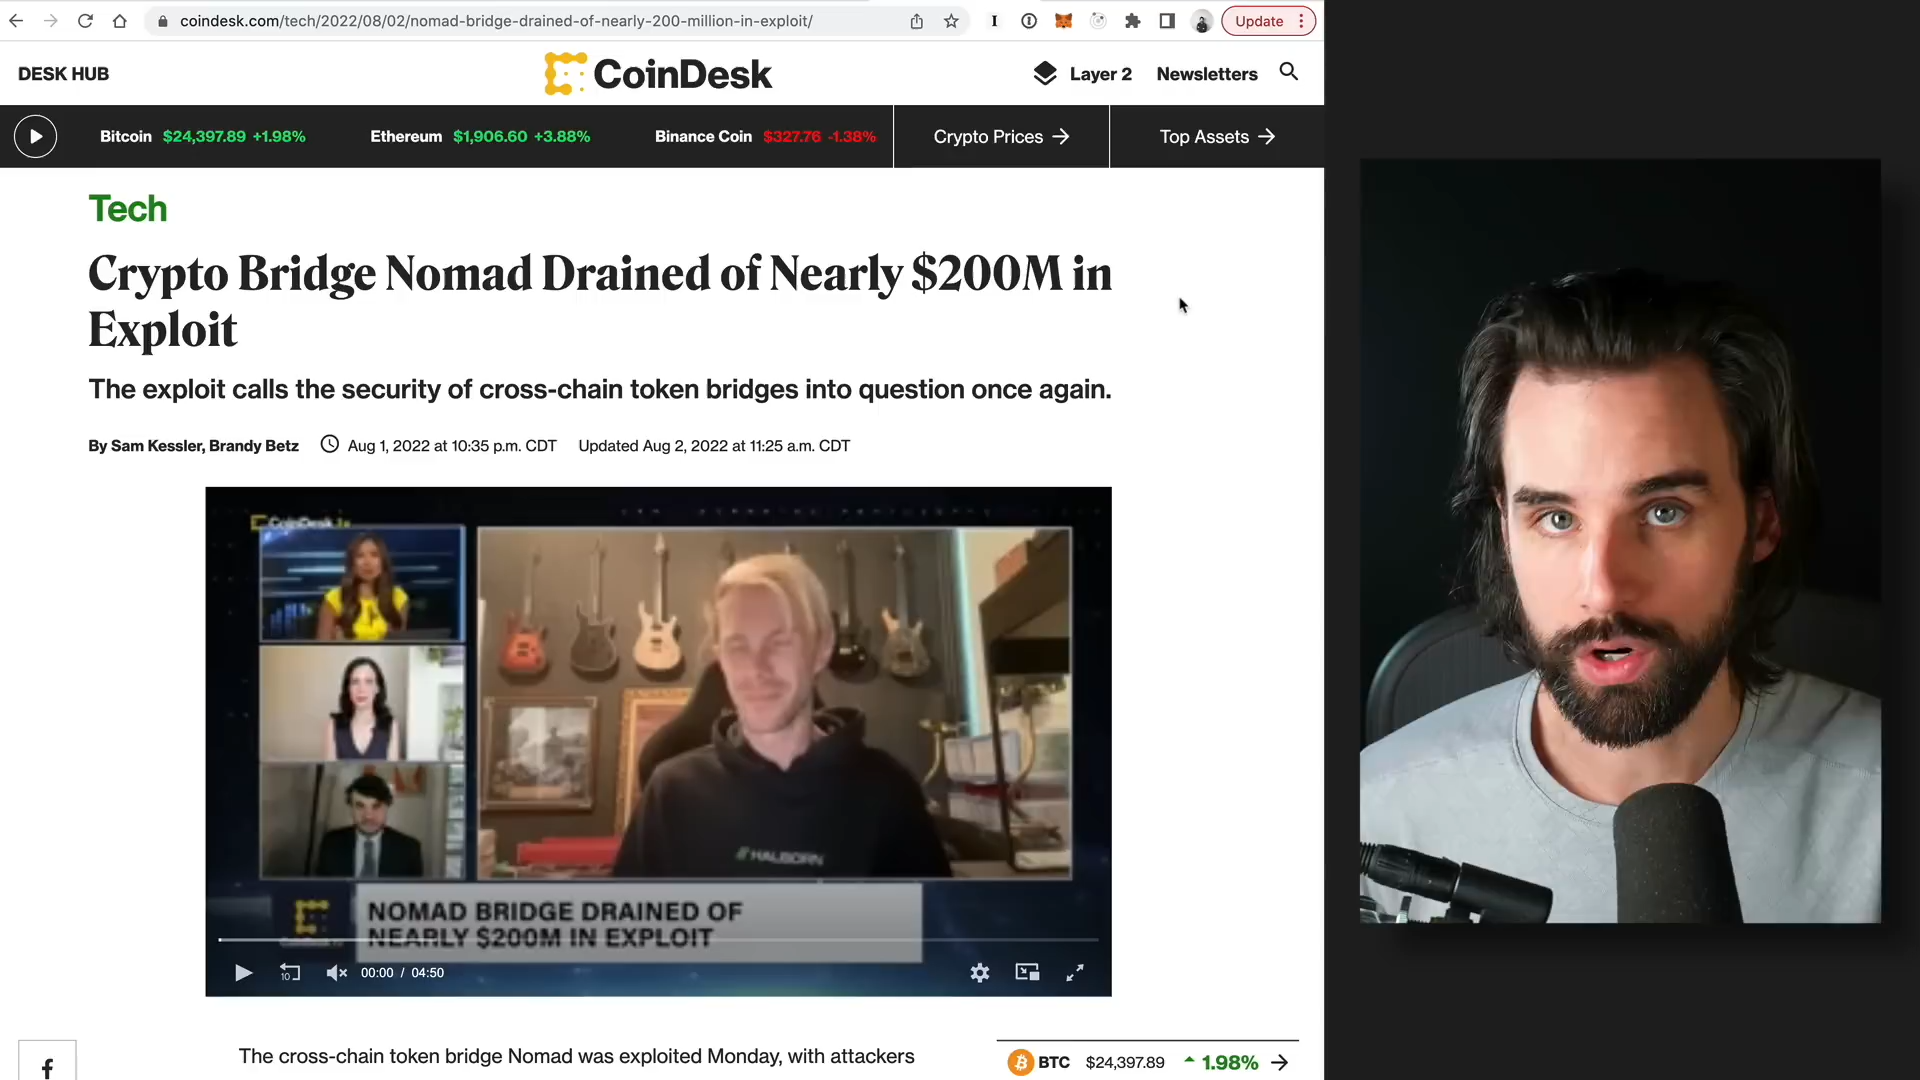 coindesk.com/tech/2022/08/02/nomad-bridge-drained-of-nearly-200-million-in-exploit/
Update
DESK HUB
CoinDesk
Layer 2
Newsletters
Bitcoin $24,397.89 +1.98%
Ethereum $1,906.60 +3.88%
Binance Coin $327.76 -1.38%
Crypto Prices
Top Assets
Tech
Crypto Bridge Nomad Drained of Nearly $200M in
Exploit
The exploit calls the security of cross-chain token bridges into question once again.
By Sam Kessler, Brandy Betz
Aug 1, 2022 at 10:35 p.m. CDT
Updated Aug 2, 2022 at 11:25 a.m. CDT
CoinDesk
HALBORN
NOMAD BRIDGE DRAINED OF
NEARLY $200M IN EXPLOIT
10
00:00 / 04:50
The cross-chain token bridge Nomad was exploited Monday, with attackers
BTC $24,397.89 1.98%